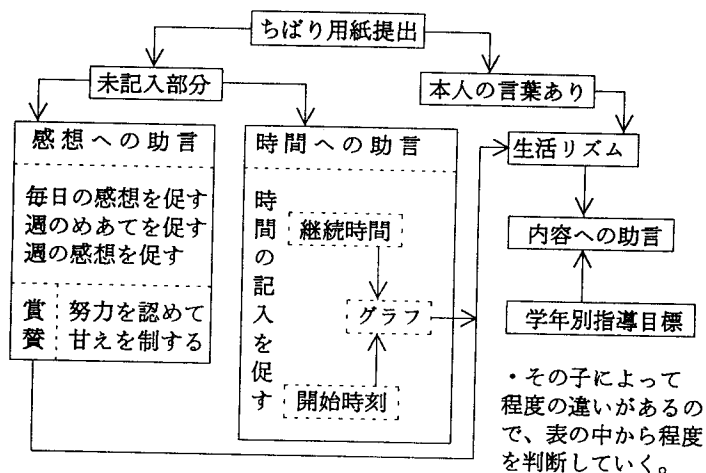 ちばり用紙提出
未記入部分
本人の言葉あり
感想への助言
毎日の感想を促す
週のめあてを促す
週の感想を促す
賞賛
努力を認めて
甘えを制する
時間への助言
時間の記入を促す
継続時間
グラフ
開始時刻
生活リズム
内容への助言
学年別指導目標
・その子によって
程度の違いがあるの
で、表の中から程度
を判断していく。